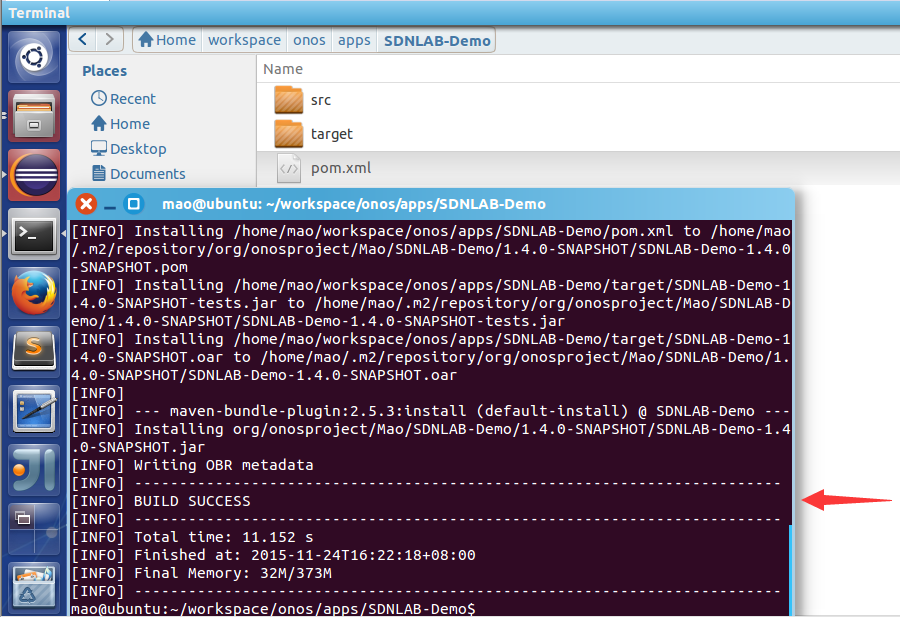 Terminal
Home workspace onos apps SDNLAB-Demo
Places
Recent
Home
Desktop
Documents
Name
src
target
pom.xml
mao@ubuntu: ~/workspace/onos/apps/SDNLAB-Demo
[INFO] Installing /home/mao/workspace/onos/apps/SDNLAB-Demo/pom.xml to /home/mao
/.m2/repository/org/onosproject/Mao/SDNLAB-Demo/1.4.0-SNAPSHOT/SDNLAB-Demo-1.4.0
-SNAPSHOT.pom
[INFO] Installing /home/mao/workspace/onos/apps/SDNLAB-Demo/target/SDNLAB-Demo-1
.4.0-SNAPSHOT-tests.jar to /home/mao/.m2/repository/org/onosproject/Mao/SDNLAB-D
emo/1.4.0-SNAPSHOT/SDNLAB-Demo-1.4.0-SNAPSHOT-tests.jar
[INFO] Installing /home/mao/workspace/onos/apps/SDNLAB-Demo/target/SDNLAB-Demo-1
.4.0-SNAPSHOT.oar to /home/mao/.m2/repository/org/onosproject/Mao/SDNLAB-Demo/1.
4.0-SNAPSHOT/SDNLAB-Demo-1.4.0-SNAPSHOT.oar
[INFO]
[INFO] --- maven-bundle-plugin:2.5.3:install (default-install) @ SDNLAB-Demo ---
[INFO] Installing org/onosproject/Mao/SDNLAB-Demo/1.4.0-SNAPSHOT/SDNLAB-Demo-1.4
.0-SNAPSHOT.jar
[INFO] Writing OBR metadata
[INFO] ------------------------------------------------------------------------
[INFO] BUILD SUCCESS
[INFO] ------------------------------------------------------------------------
[INFO] Total time: 11.152 s
[INFO] Finished at: 2015-11-24T16:22:18+08:00
[INFO] Final Memory: 32M/373M
[INFO] ------------------------------------------------------------------------
mao@ubuntu:~/workspace/onos/apps/SDNLAB-Demo$